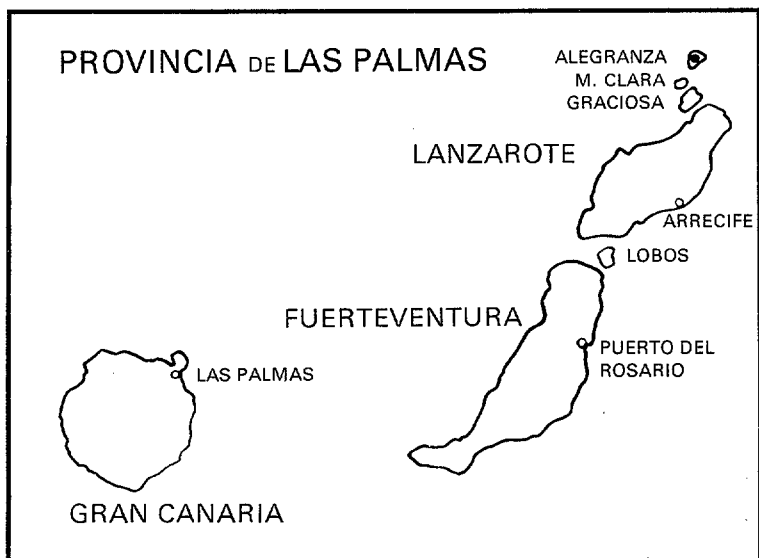 PROVINCIA DE LAS PALMAS
ALEGRANZA
M. CLARA
GRACIOSA
LANZAROTE
ARRECIFE
LOBOS
FUERTEVENTURA
PUERTO DEL
ROSARIO
LAS PALMAS
GRAN CANARIA